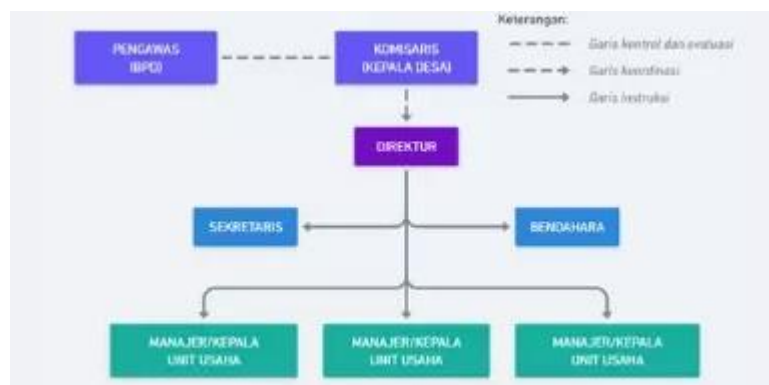 Keterangan:
PENGAWAS
(BPD)
KOMISARIS
(KEPALA DESA)
Garis kontrol dan evaluasi
Garis koordinasi
Garis instruksi
DIREKTUR
SEKRETARIS
BENDAHARA
MANAJER/KEPALA
UNIT USAHA
MANAJER/KEPALA
UNIT USAHA
MANAJER/KEPALA
UNIT USAHA